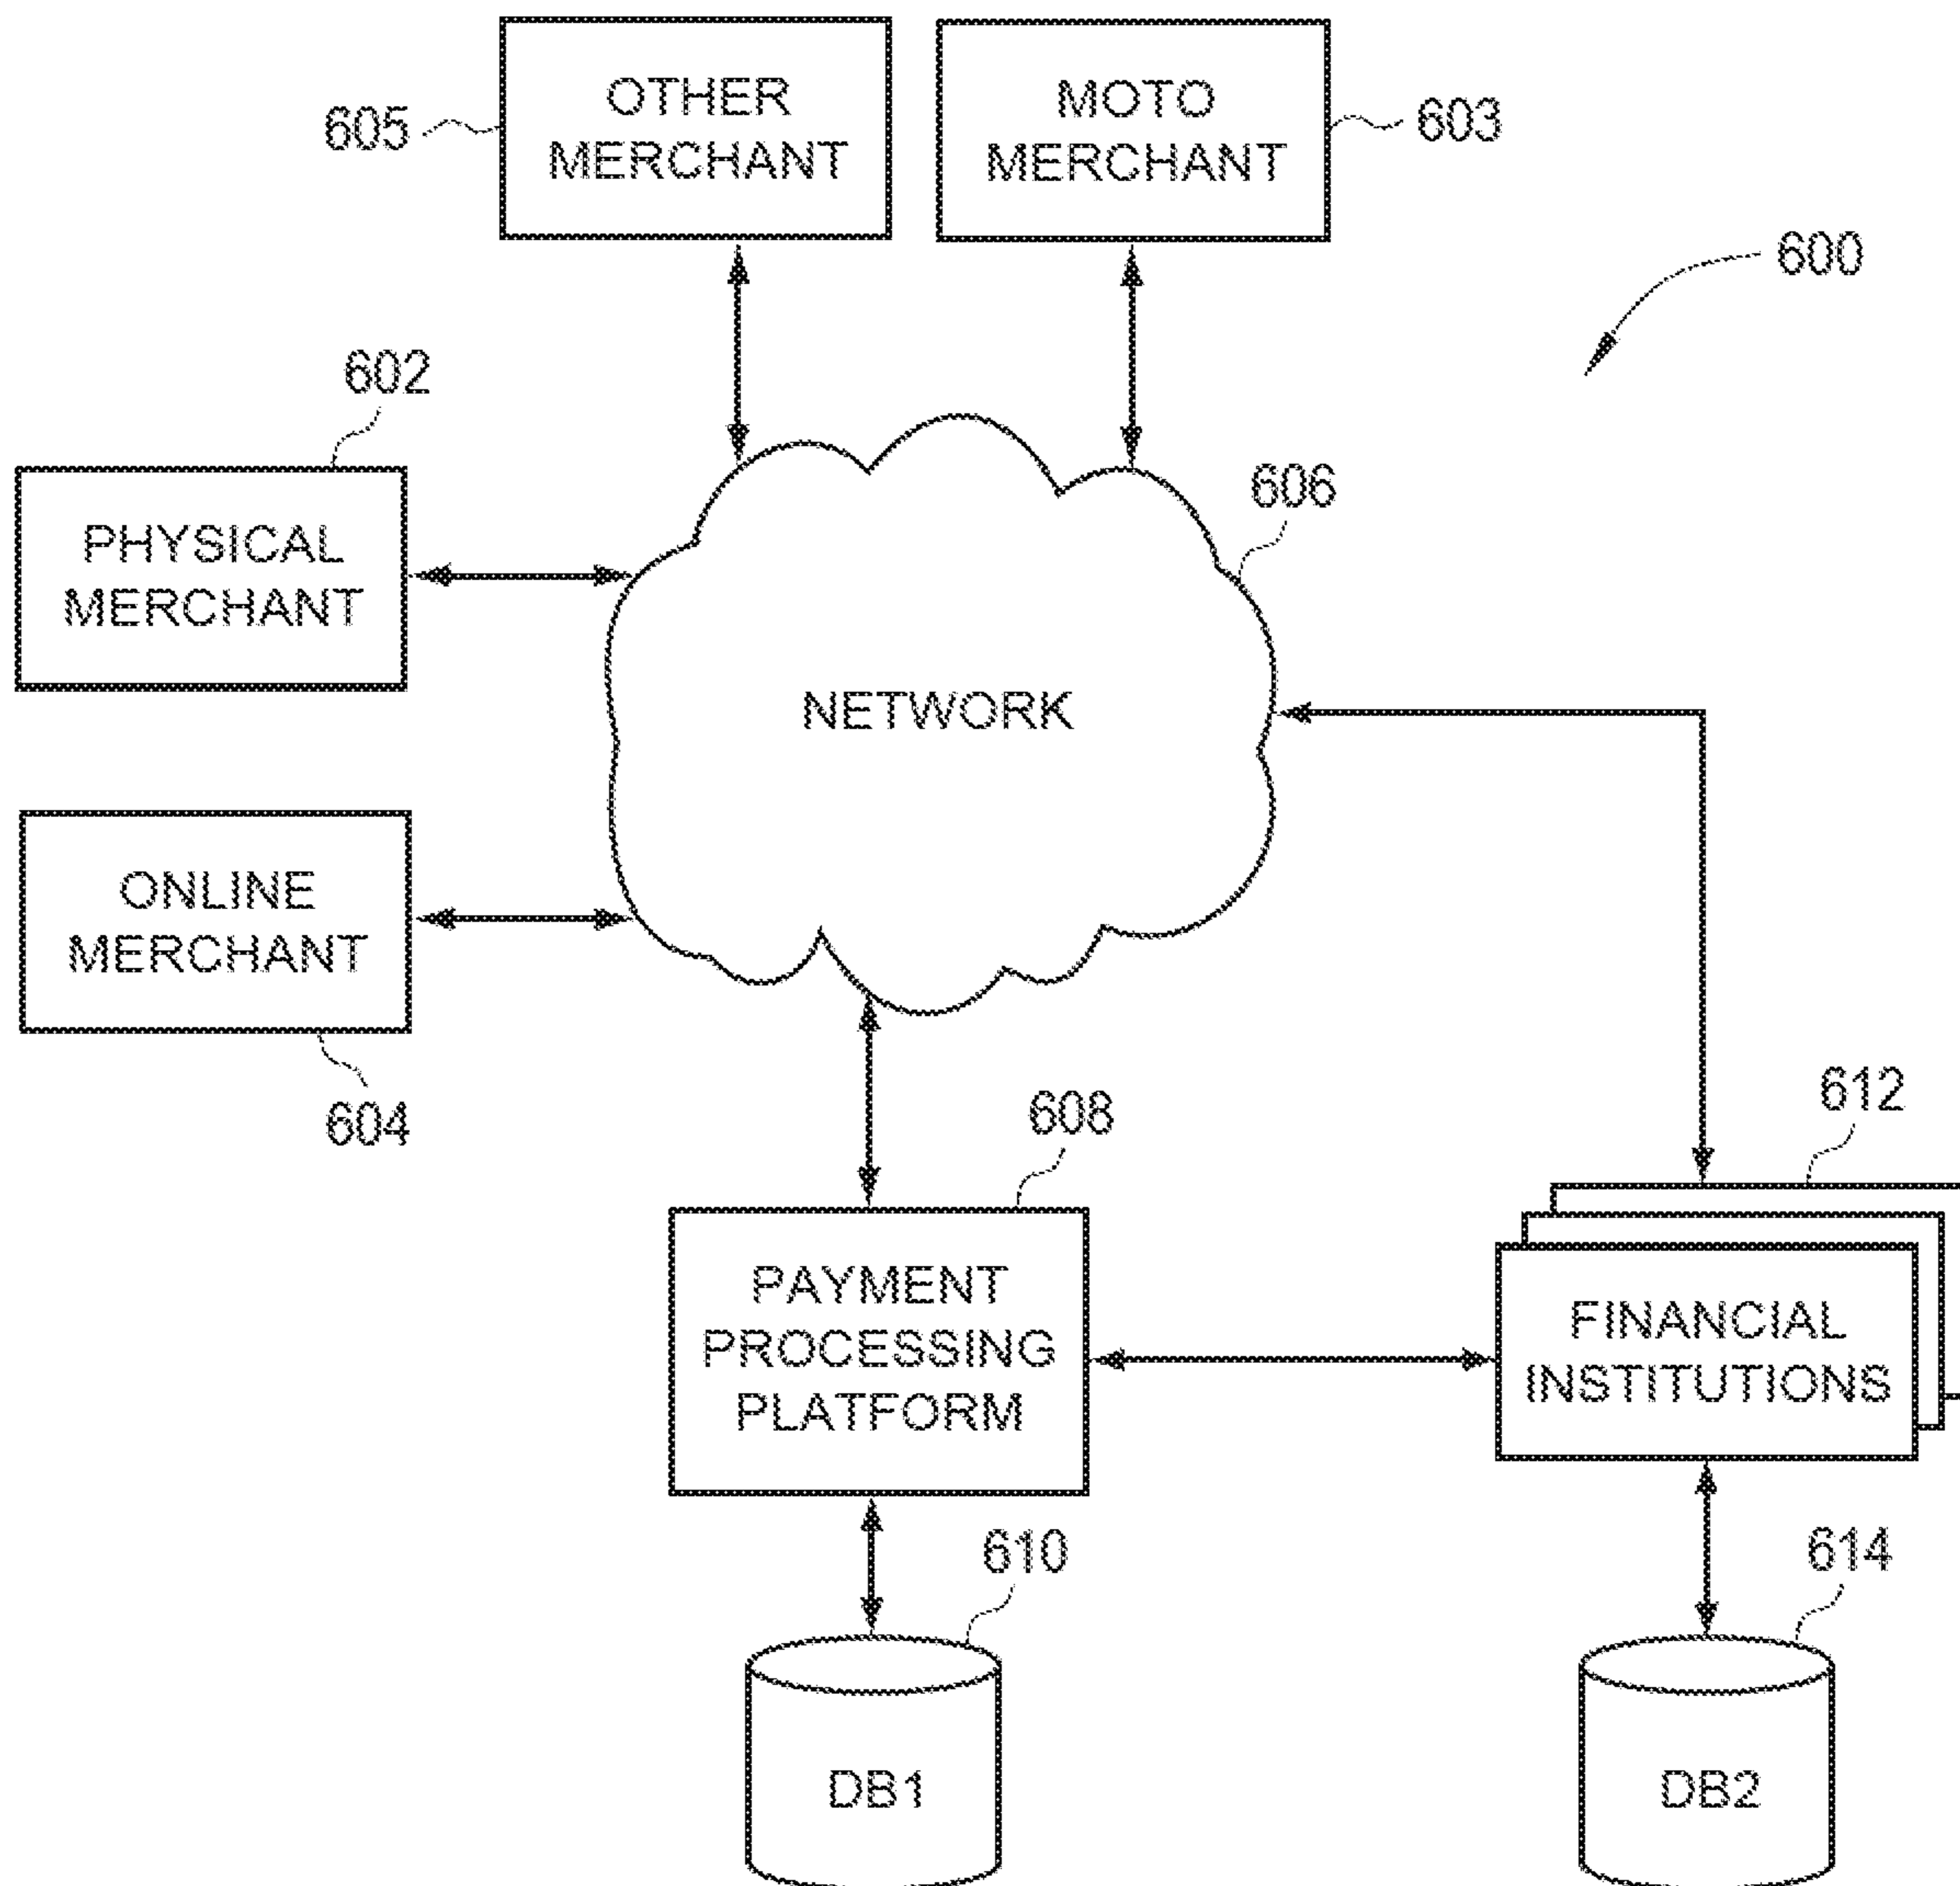 OTHER
MERCHANT
605
MOTO
MERCHANT
603
600
602
PHYSICAL
MERCHANT
606
NETWORK
ONLINE
MERCHANT
604
608
612
PAYMENT
PROCESSING
PLATFORM
FINANCIAL
INSTITUTIONS
610
614
DB1
DB2